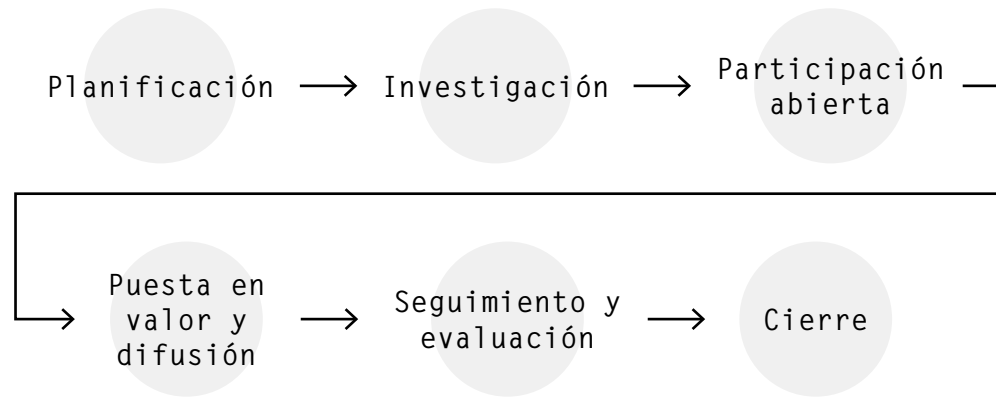 Planificación
Investigación
Participación
abierta
Puesta en
valor y
difusión
Seguimiento y
evaluación
Cierre